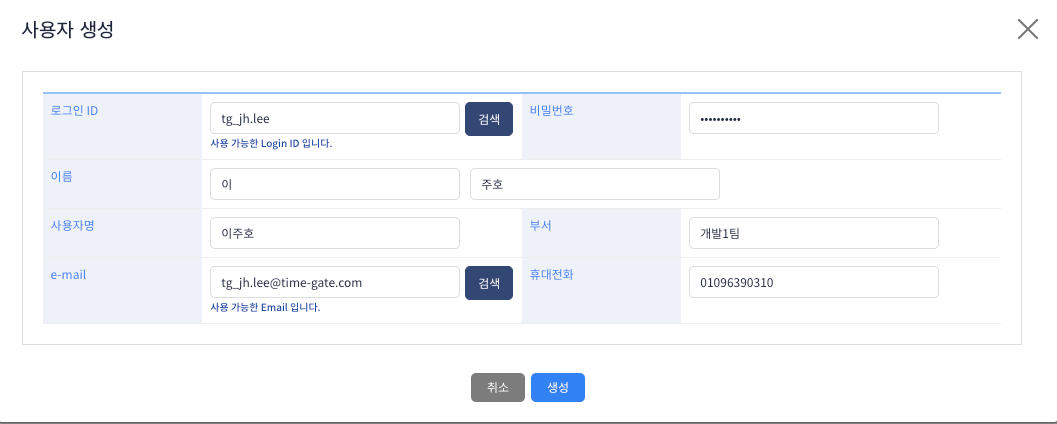 사용자 생성
로그인 ID
tg_jh.lee
검색
사용 가능한 Login ID 입니다.
비밀번호
••••••••••
이름
이
주호
사용자명
이주호
부서
개발1팀
e-mail
tg_jh.lee@time-gate.com
검색
사용 가능한 Email 입니다.
휴대전화
01096390310
취소
생성